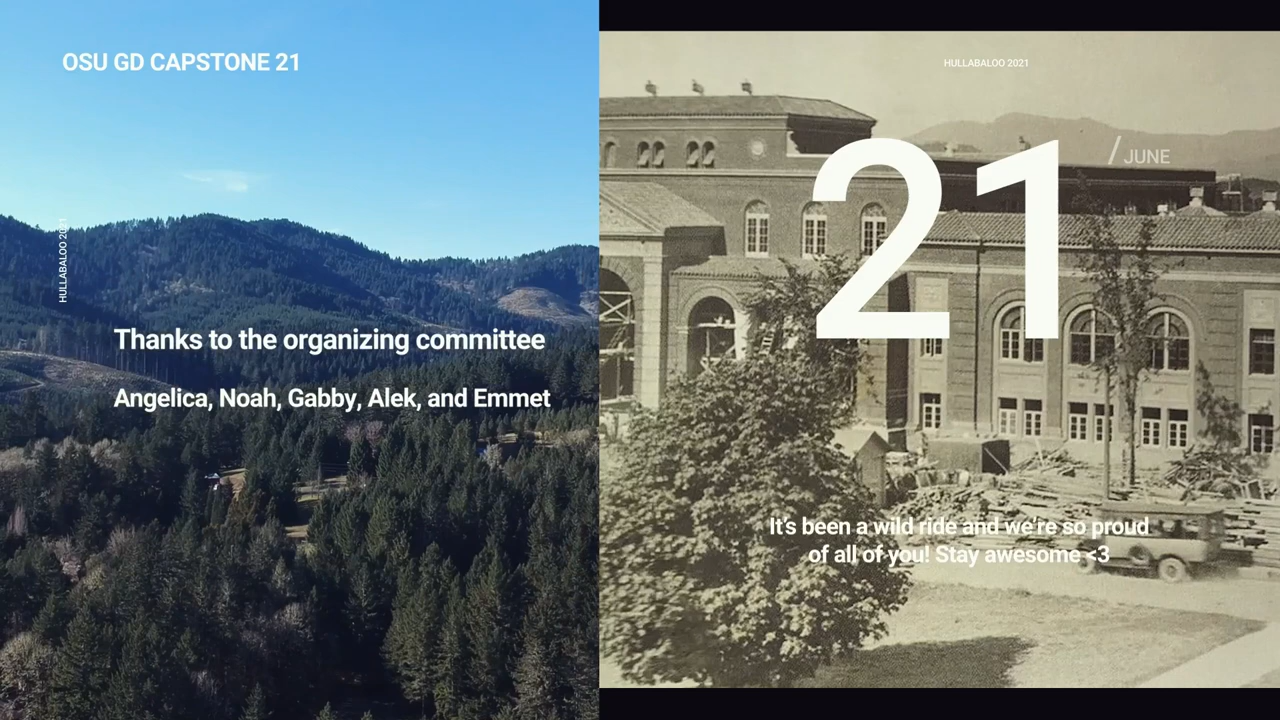 OSU GD CAPSTONE 21
HULLABALOO 2021
Thanks to the organizing committee
Angelica, Noah, Gabby, Alek, and Emmet
HULLABALOO 2021
21
/ JUNE
It's been a wild ride and we're so proud
of all of you! Stay awesome <3